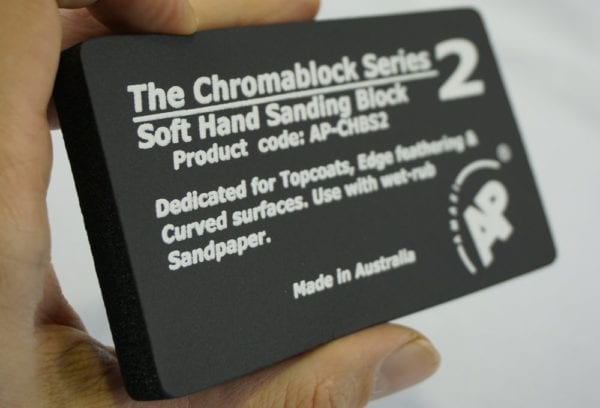 The Chromablock Series 2
Soft Hand Sanding Block
Product code: AP-CHBS2
Dedicated for Topcoats, Edge feathering &
Curved surfaces. Use with wet-rub
Sandpaper.
AP®
Made in Australia